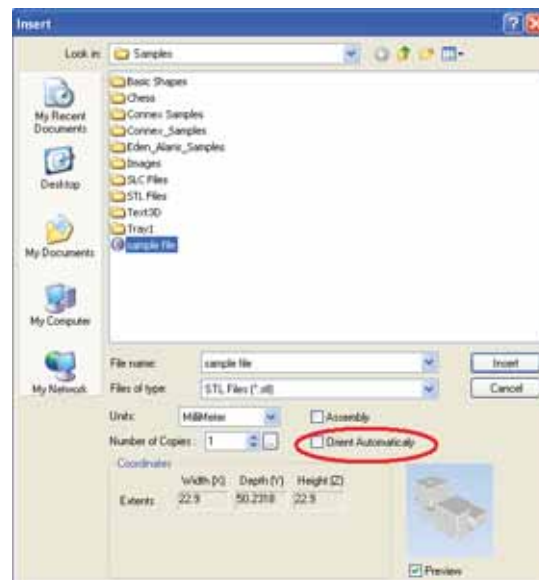 Insert
Look in:
Samples
Basic Shapes
Chess
Connex Samples
Connex_Samples
Eden_Alaris_Samples
Images
SLC Files
STL Files
Text3D
Tray1
sample file
My Recent
Documents
Desktop
My Documents
My Computer
My Network
File name:
sample file
Insert
Files of type:
STL Files (*.stl)
Cancel
Units:
MilliMeter
Assembly
Number of Copies:
1
...
Orient Automaticaly
Coordinates
Width (X) Depth (Y) Height (Z)
Extents 22.9 50.2318 22.9
Preview